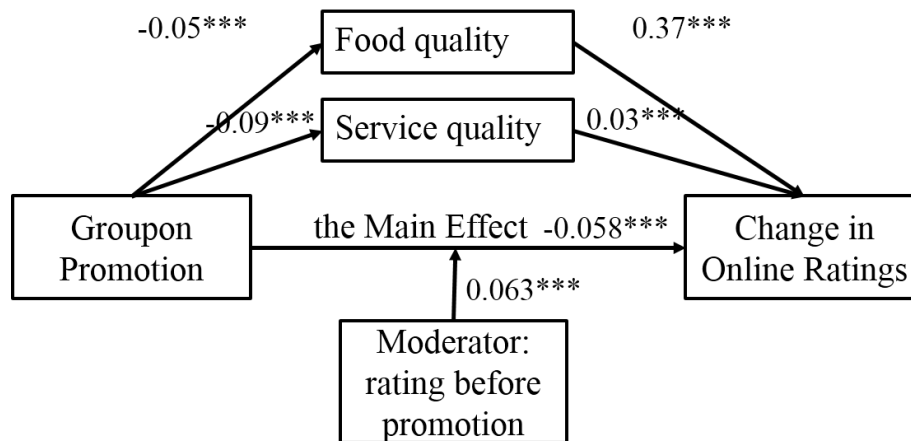 -0.05***
Food quality
0.37***
-0.09***
Service quality
0.03***
Groupon
Promotion
the Main Effect -0.058***
Change in
Online Ratings
0.063***
Moderator:
rating before
promotion